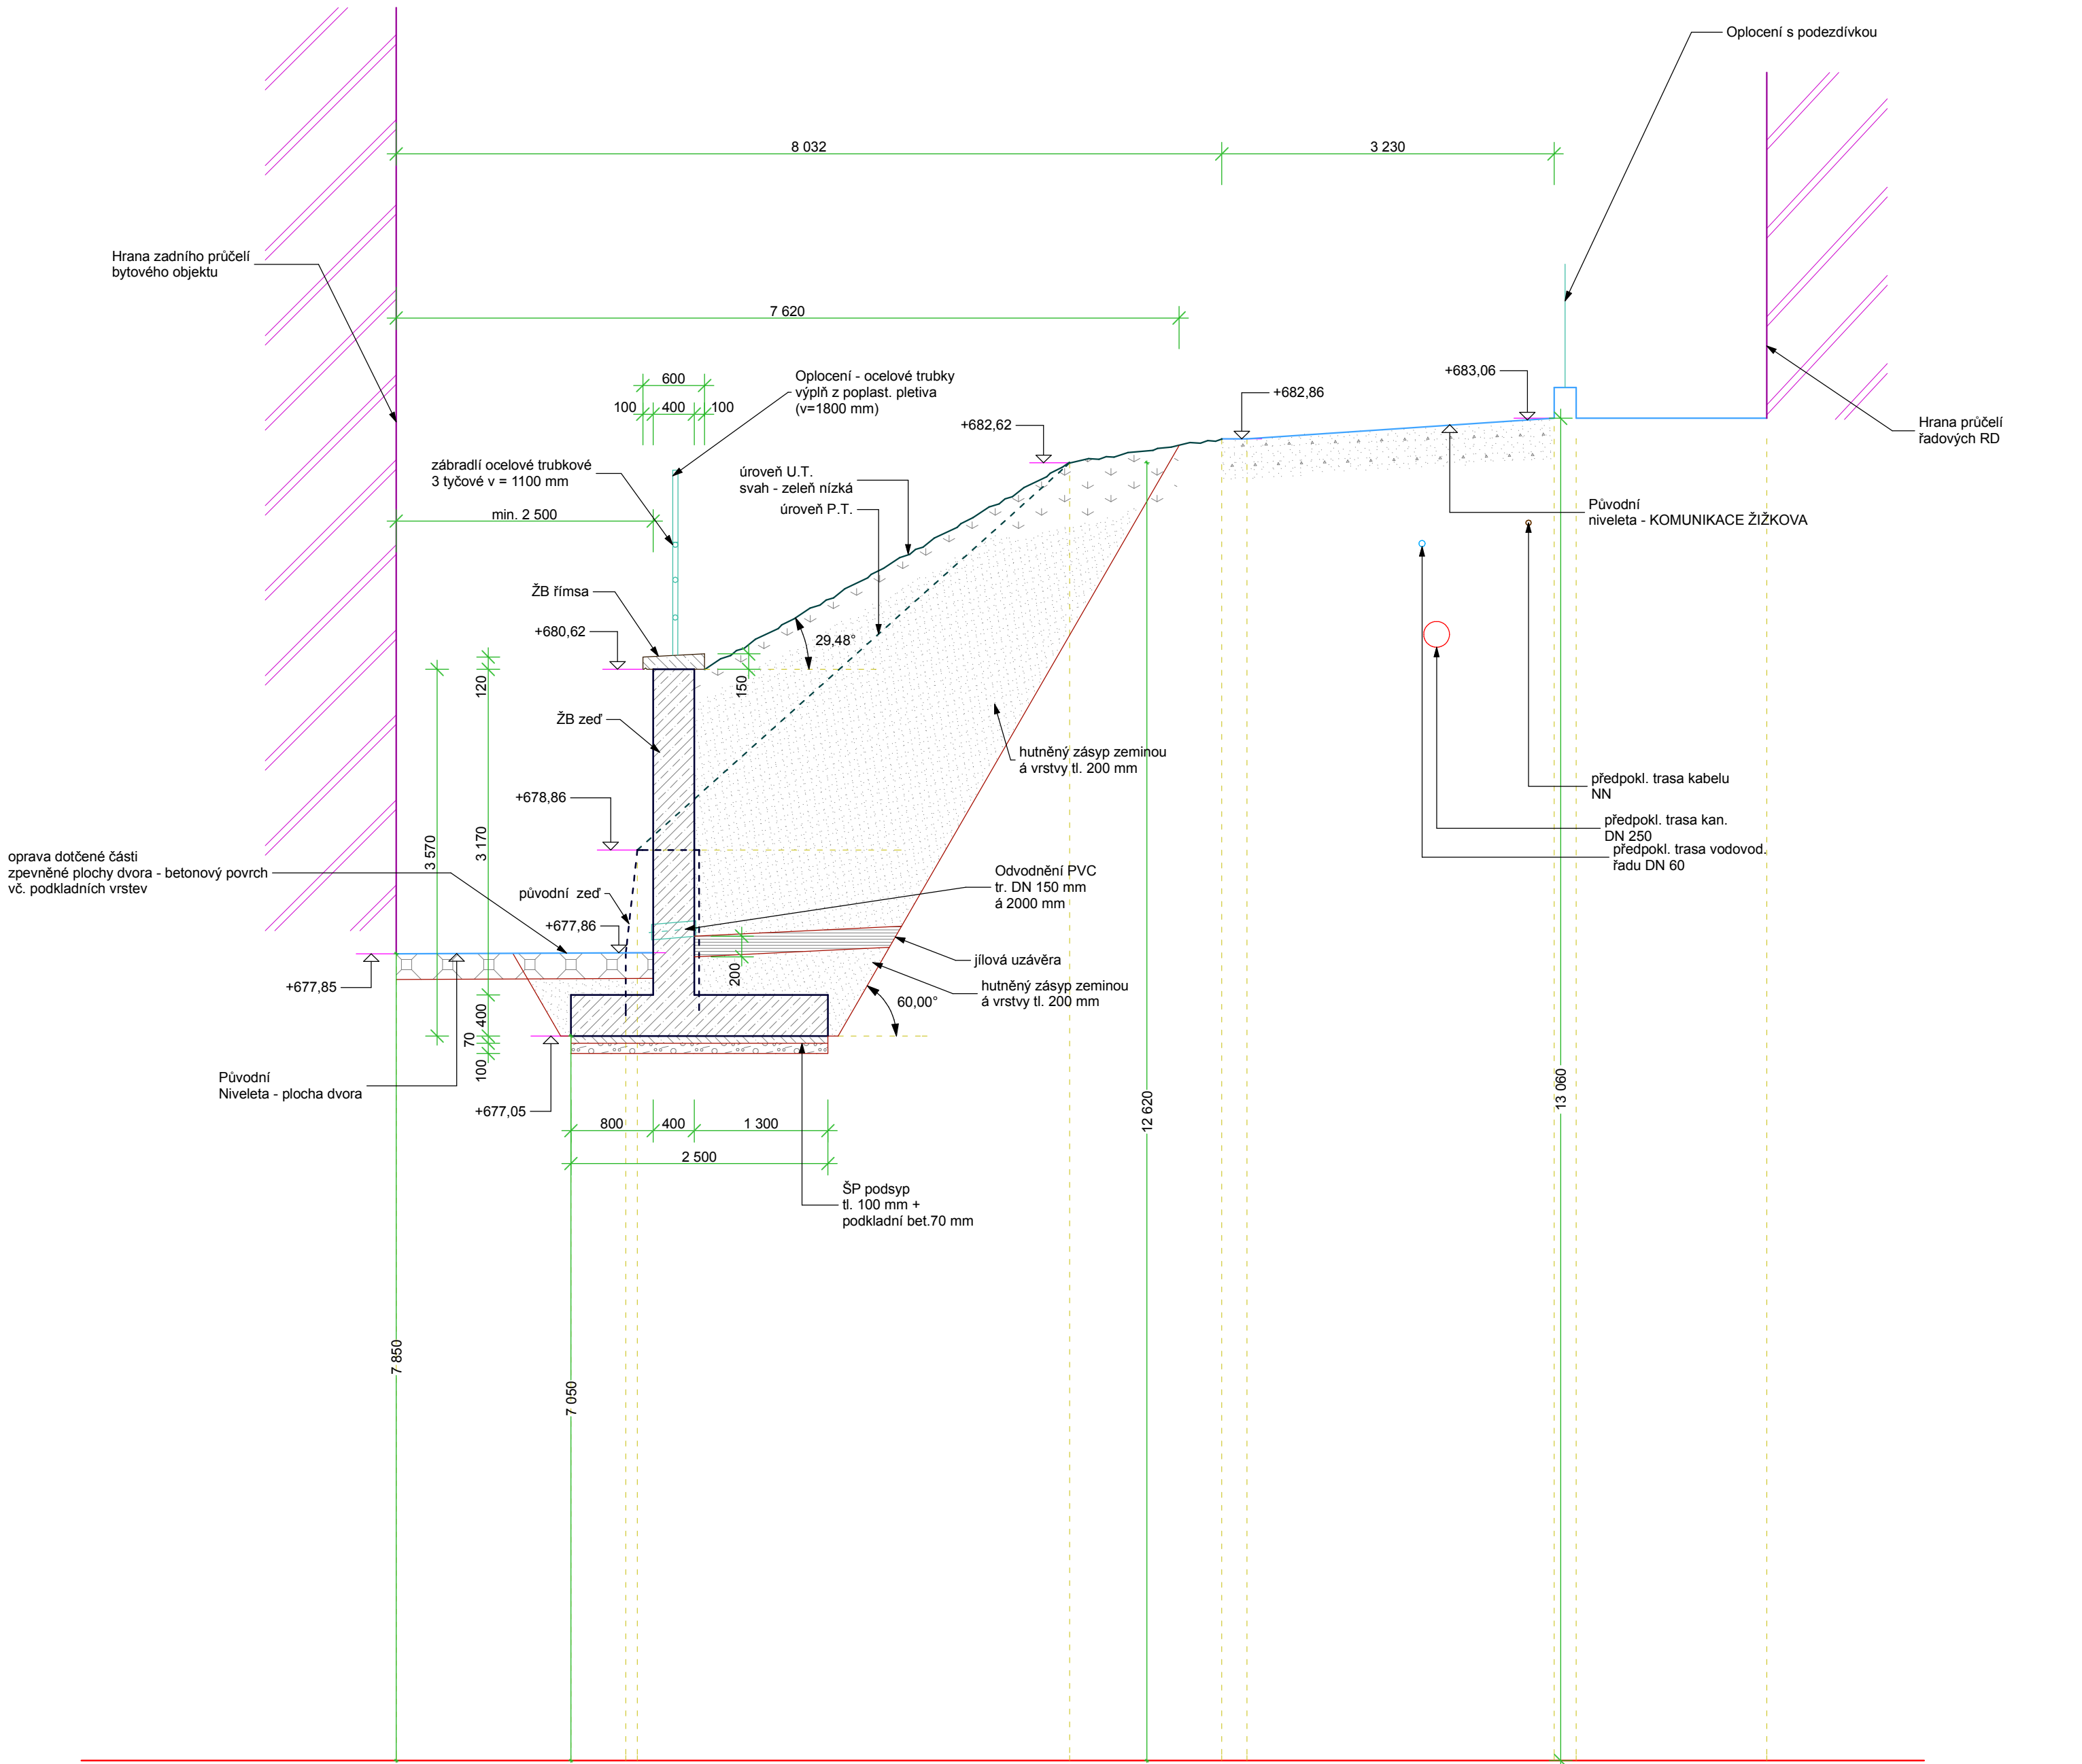 Oplocení s podezdívkou
8 032
3 230
Hrana zadního průčelí
bytového objektu
7 620
600
100
400
100
Oplocení - ocelové trubky
výplň z poplast. pletiva
(v=1800 mm)
+683,06
+682,86
+682,62
Hrana průčelí
řadových RD
zábradlí ocelové trubkové
3 tyčové v = 1100 mm
úroveň U.T.
svah - zeleň nízká
úroveň P.T.
min. 2 500
Původní
niveleta - KOMUNIKACE ŽIŽKOVA
ŽB římsa
+680,62
29,48°
120
150
ŽB zeď
hutněný zásyp zeminou
á vrstvy tl. 200 mm
předpokl. trasa kabelu
NN
+678,86
předpokl. trasa kan.
DN 250
předpokl. trasa vodovod.
řadu DN 60
3 570
3 170
oprava dotčené části
zpevněné plochy dvora - betonový povrch
vč. podkladních vrstev
Odvodnění PVC
tr. DN 150 mm
á 2000 mm
původní zeď
+677,86
jílová uzávěra
200
+677,85
hutněný zásyp zeminou
á vrstvy tl. 200 mm
60,00°
400
70
100
Původní
Niveleta - plocha dvora
+677,05
800
400
1 300
2 500
12 620
13 060
ŠP podsyp
tl. 100 mm +
podkladní bet.70 mm
7 850
7 050